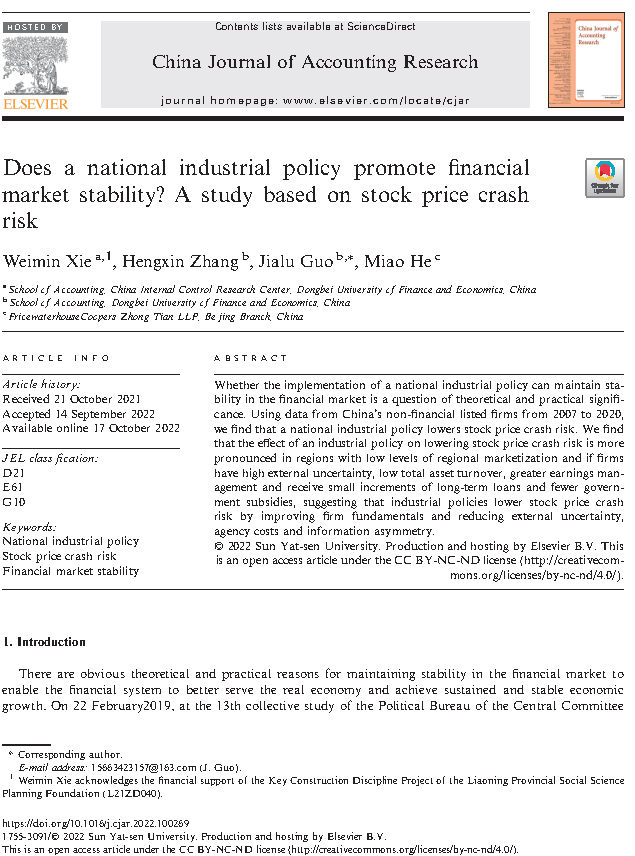 HOSTED BY
Contents lists available at ScienceDirect
China Journal of Accounting Research
journal homepage: www.elsevier.com/locate/cjar
ELSEVIER
China Journal of
Accounting
Research
Does a national industrial policy promote financial
market stability? A study based on stock price crash
risk
Check for
updates
Weimin Xie a,1, Hengxin Zhang b, Jialu Guo b,*, Miao He c
a School of Accounting, China Internal Control Research Center, Dongbei University of Finance and Economics, China
b School of Accounting, Dongbei University of Finance and Economics, China
c PricewaterhouseCoopers Zhong Tian LLP, Beijing Branch, China
ARTICLE INFO
Article history:
Received 21 October 2021
Accepted 14 September 2022
Available online 17 October 2022
JEL classification:
D21
E61
G10
Keywords:
National industrial policy
Stock price crash risk
Financial market stability
ABSTRACT
Whether the implementation of a national industrial policy can maintain sta-
bility in the financial market is a question of theoretical and practical signifi-
cance. Using data from China's non-financial listed firms from 2007 to 2020,
we find that a national industrial policy lowers stock price crash risk. We find
that the effect of an industrial policy on lowering stock price crash risk is more
pronounced in regions with low levels of regional marketization and if firms
have high external uncertainty, low total asset turnover, greater earnings man-
agement and receive small increments of long-term loans and fewer govern-
ment subsidies, suggesting that industrial policies lower stock price crash
risk by improving firm fundamentals and reducing external uncertainty,
agency costs and information asymmetry.
© 2022 Sun Yat-sen University. Production and hosting by Elsevier B.V. This
is an open access article under the CC BY-NC-ND license (http://creativecom-
mons.org/licenses/by-nc-nd/4.0/).
1. Introduction
There are obvious theoretical and practical reasons for maintaining stability in the financial market to
enable the financial system to better serve the real economy and achieve sustained and stable economic
growth. On 22 February2019, at the 13th collective study of the Political Bureau of the Central Committee
* Corresponding author.
E-mail address: 15663423157@163.com (J. Guo).
1 Weimin Xie acknowledges the financial support of the Key Construction Discipline Project of the Liaoning Provincial Social Science
Planning Foundation (L21ZD040).
https://doi.org/10.1016/j.cjar.2022.100269
1755-3091/© 2022 Sun Yat-sen University. Production and hosting by Elsevier B.V.
This is an open access article under the CC BY-NC-ND license (http://creativecommons.org/licenses/by-nc-nd/4.0/).